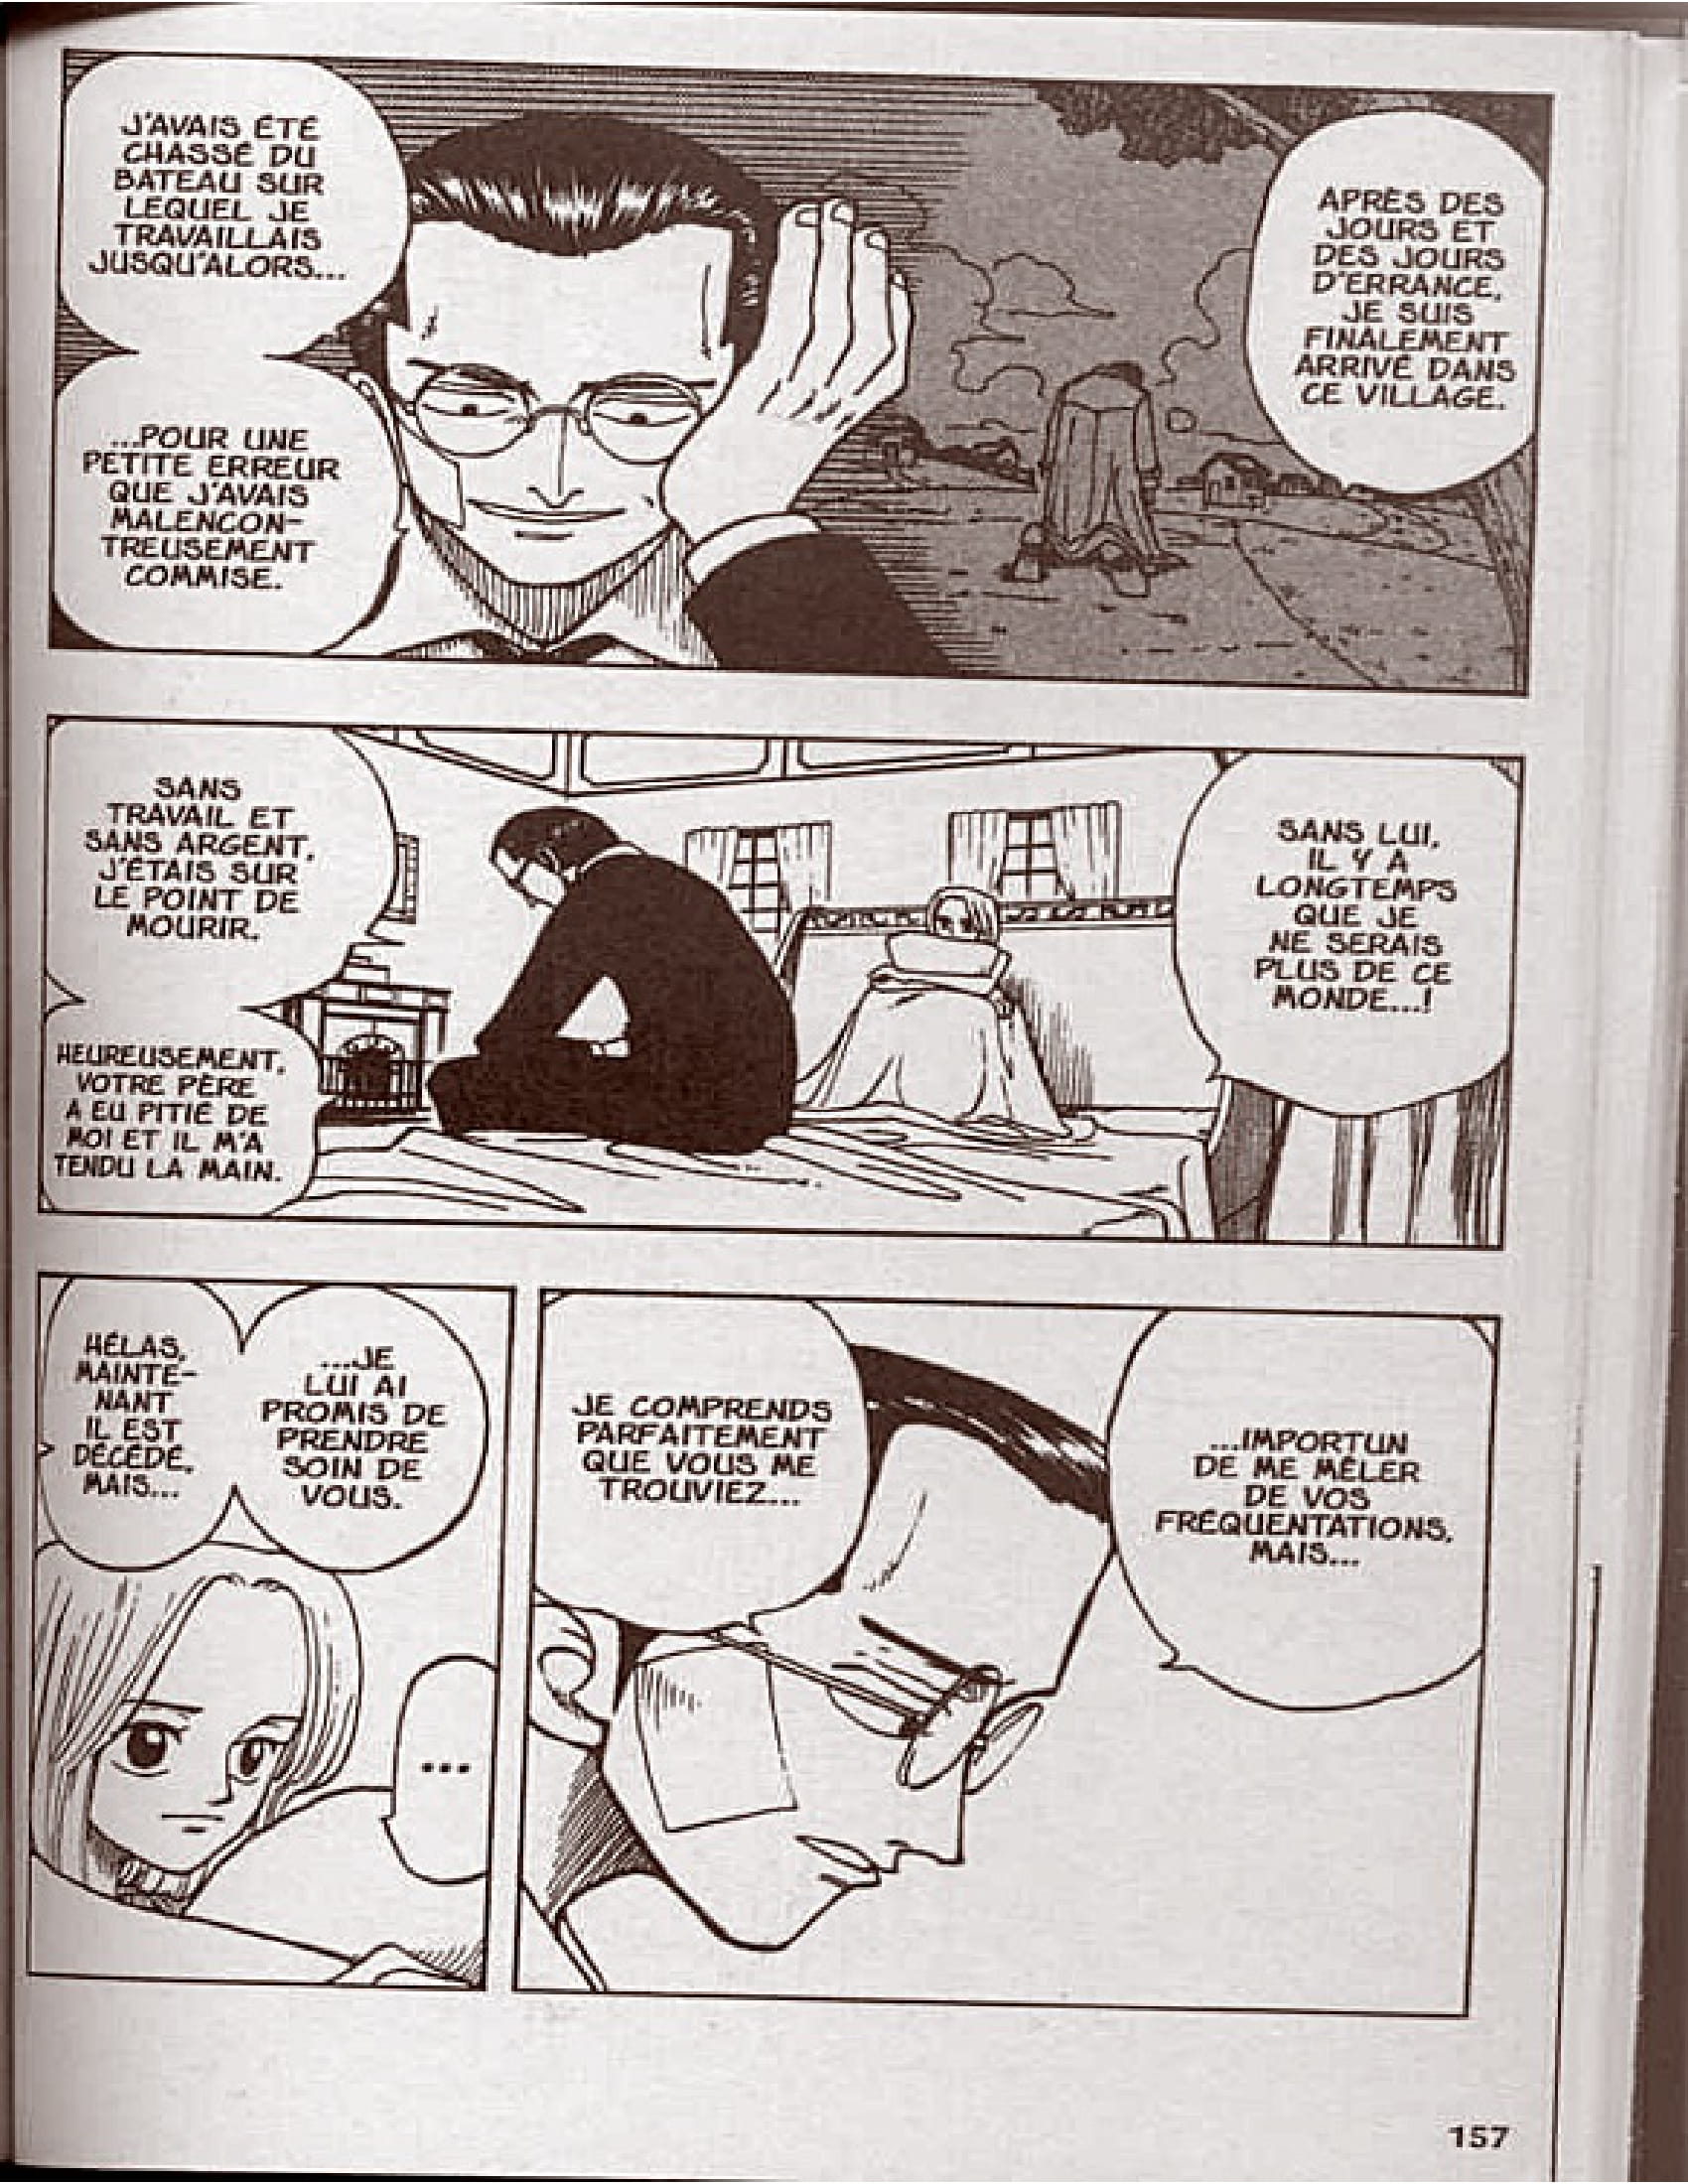 J'AVAIS ÉTÉ
CHASSÉ DU
BATEAU SUR
LEQUEL JE
TRAVAILLAIS
JUSQU'ALORS...
...POUR UNE
PETITE ERREUR
QUE J'AVAIS
MALENCON-
TREUSEMENT
COMMISE.
APRÈS DES
JOURS ET
DES JOURS
D'ERRANCE,
JE SUIS
FINALEMENT
ARRIVÉ DANS
CE VILLAGE.
SANS
TRAVAIL ET
SANS ARGENT,
J'ÉTAIS SUR
LE POINT DE
MOURIR.
HEUREUSEMENT,
VOTRE PÈRE
A EU PITIÉ DE
MOI ET IL M'A
TENDU LA MAIN.
SANS LUI,
IL Y A
LONGTEMPS
QUE JE
NE SERAIS
PLUS DE CE
MONDE...!
HÉLAS,
MAINTE-
NANT
IL EST
DÉCÉDÉ,
MAIS...
...JE
LUI AI
PROMIS DE
PRENDRE
SOIN DE
VOUS.
...
JE COMPRENDS
PARFAITEMENT
QUE VOUS ME
TROUVIEZ...
...IMPORTUN
DE ME MÊLER
DE VOS
FRÉQUENTATIONS,
MAIS...
157